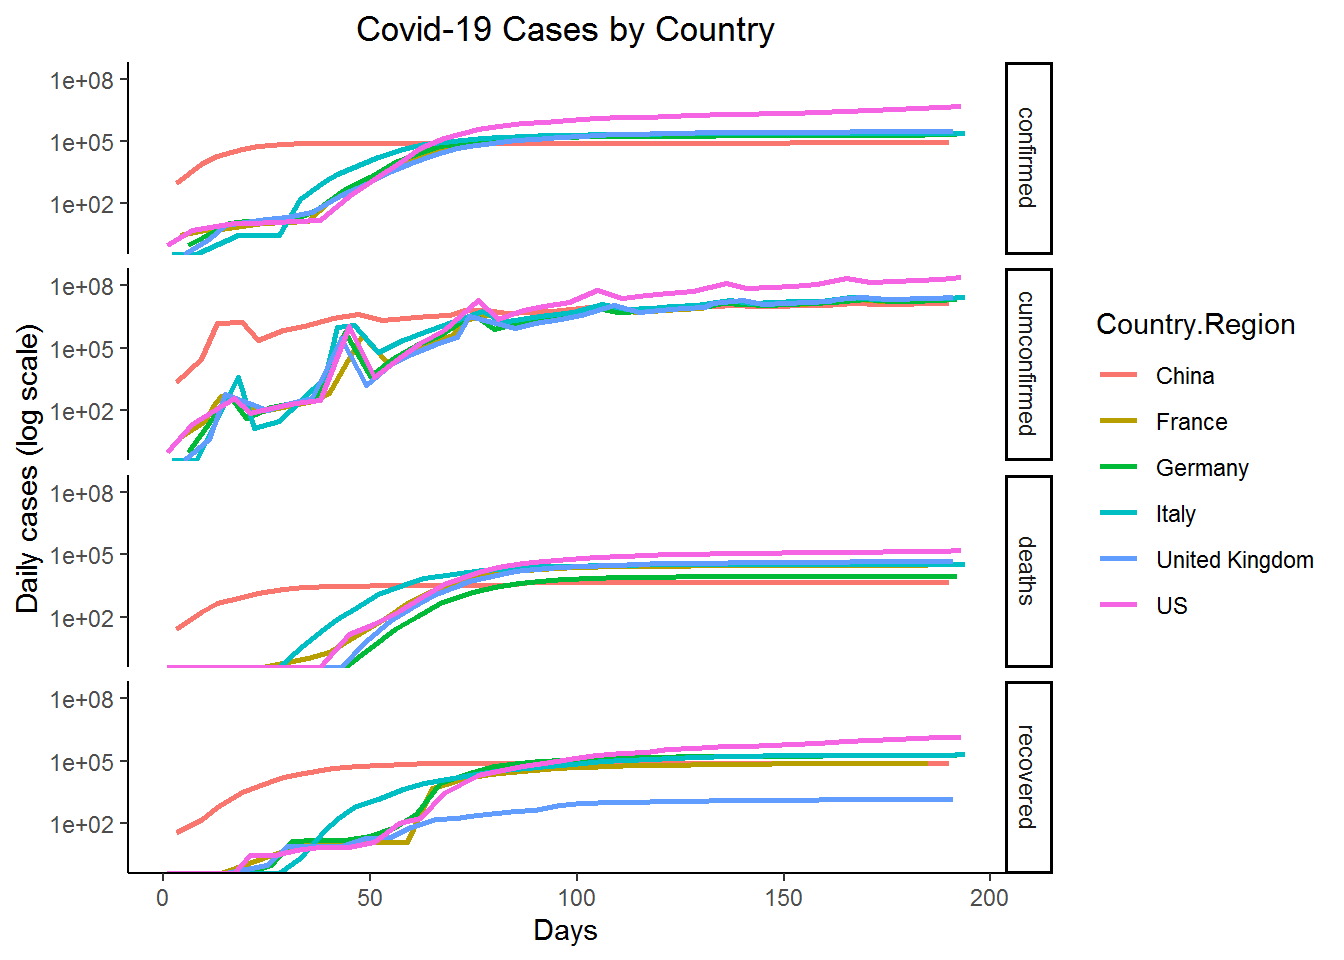 Covid-19 Cases by Country
Daily cases (log scale)
1e+08
1e+05
1e+02
confirmed
1e+08
1e+05
1e+02
cumconfirmed
1e+08
1e+05
1e+02
deaths
1e+08
1e+05
1e+02
recovered
0 50 100 150 200
Days
Country.Region
China
France
Germany
Italy
United Kingdom
US